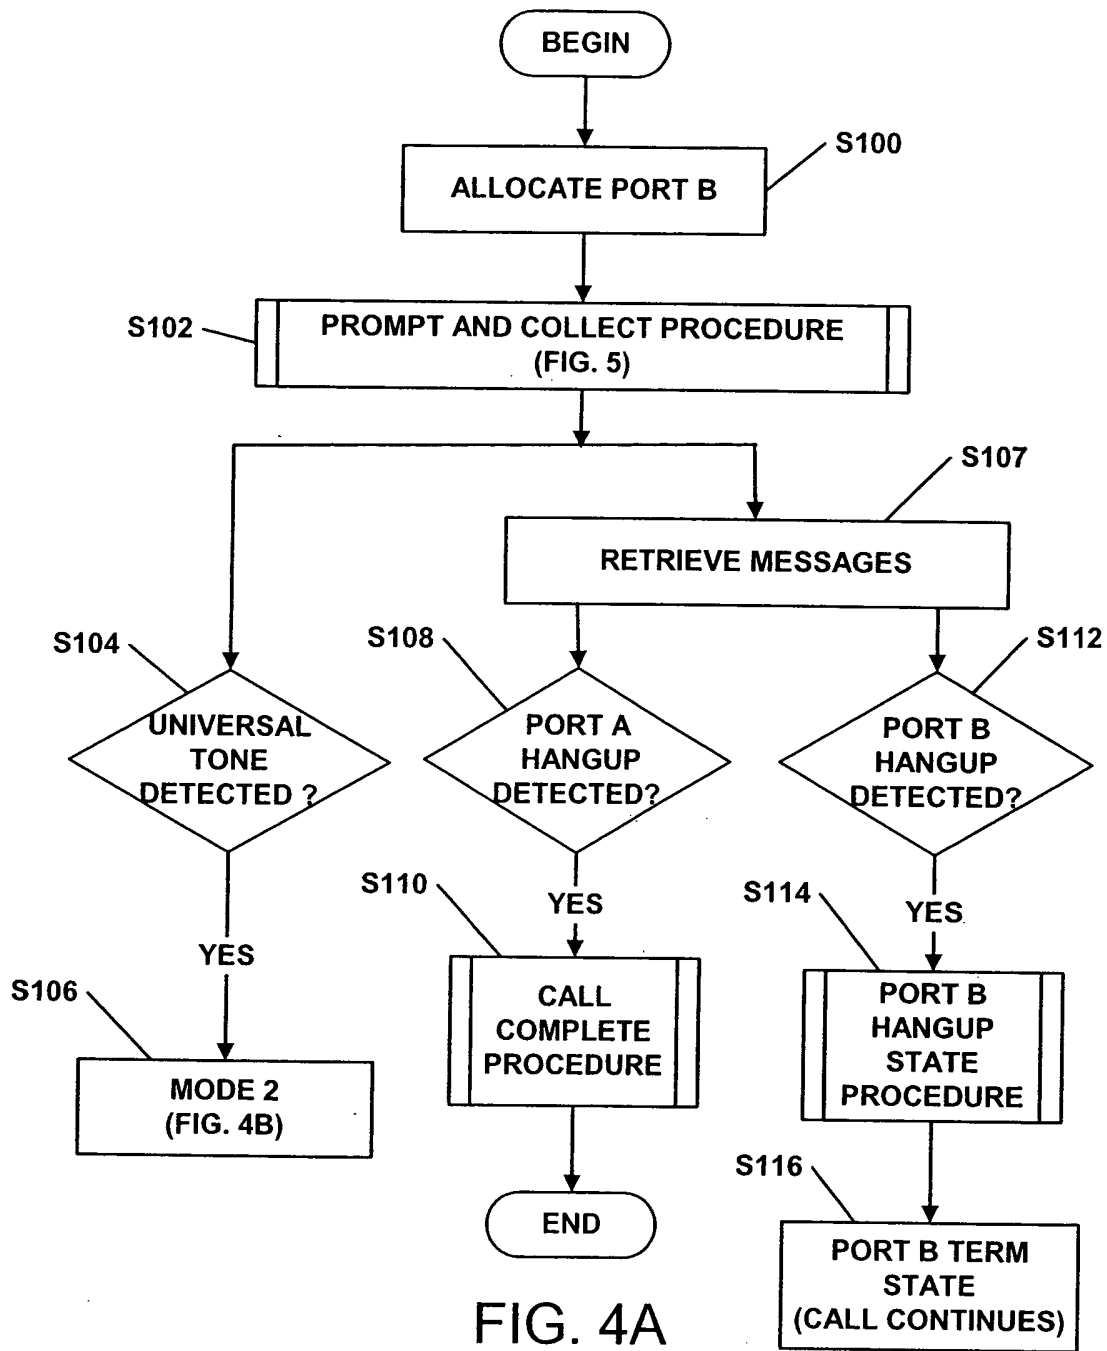 BEGIN
S100
ALLOCATE PORT B
S102
PROMPT AND COLLECT PROCEDURE
(FIG. 5)
S107
RETRIEVE MESSAGES
S104
UNIVERSAL
TONE
DETECTED ?
S108
PORT A
HANGUP
DETECTED?
S112
PORT B
HANGUP
DETECTED?
YES
YES
YES
S106
MODE 2
(FIG. 4B)
S110
CALL
COMPLETE
PROCEDURE
S114
PORT B
HANGUP
STATE
PROCEDURE
END
S116
PORT B TERM
STATE
(CALL CONTINUES)
FIG. 4A